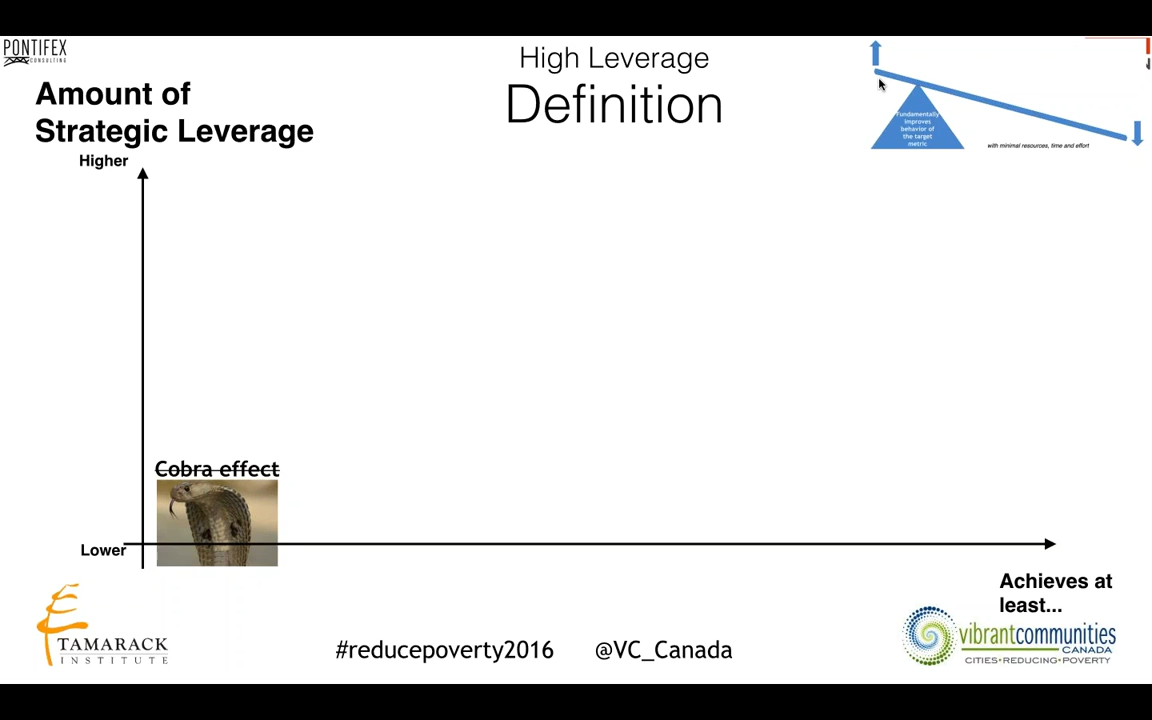 PONTIFEX
CONSULTING
High Leverage
Definition
Amount of
Strategic Leverage
Higher
Fundamentally
improves
behavior of
the target
metric
with minimal resources, time and effort
Cobra effect
Lower
Achieves at
least...
TAMARACK
INSTITUTE
#reducepoverty2016 @VC_Canada
vibrantcommunities
CANADA
CITIES•REDUCING•POVERTY